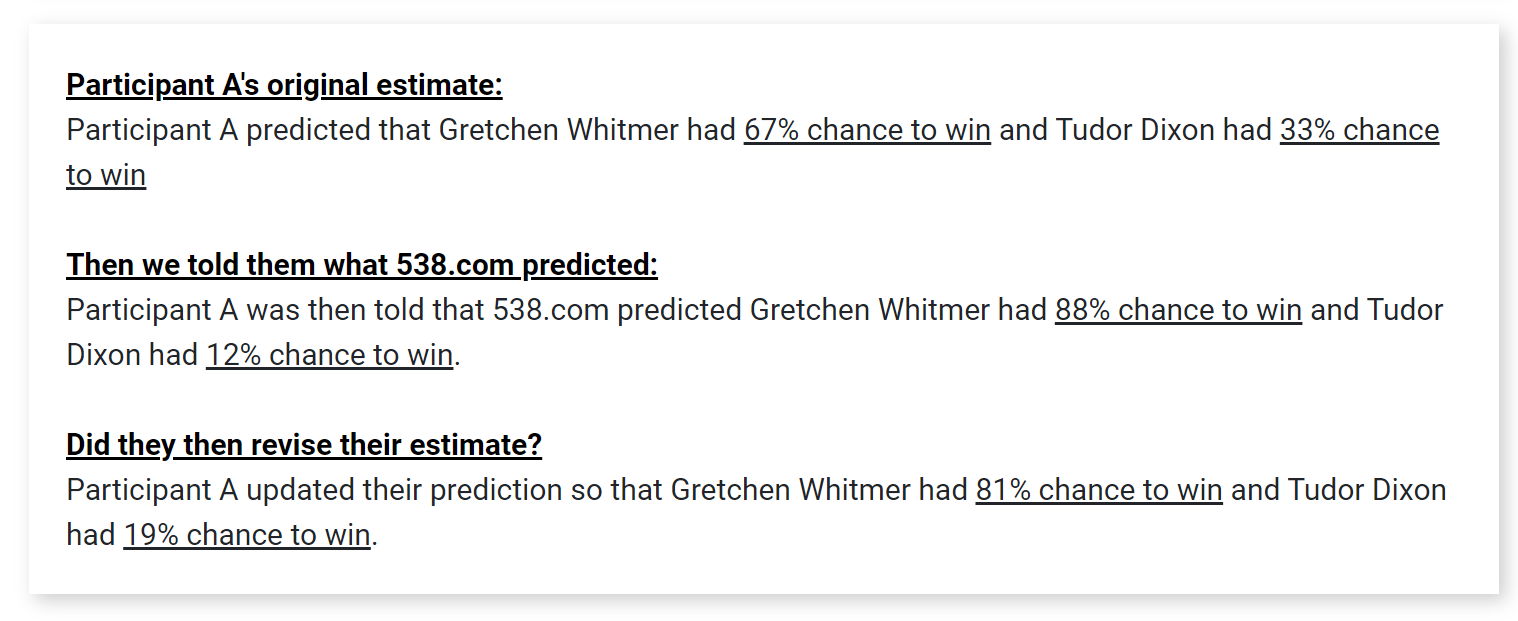 Participant A's original estimate:
Participant A predicted that Gretchen Whitmer had 67% chance to win and Tudor Dixon had 33% chance
to win
Then we told them what 538.com predicted:
Participant A was then told that 538.com predicted Gretchen Whitmer had 88% chance to win and Tudor
Dixon had 12% chance to win.
Did they then revise their estimate?
Participant A updated their prediction so that Gretchen Whitmer had 81% chance to win and Tudor Dixon
had 19% chance to win.